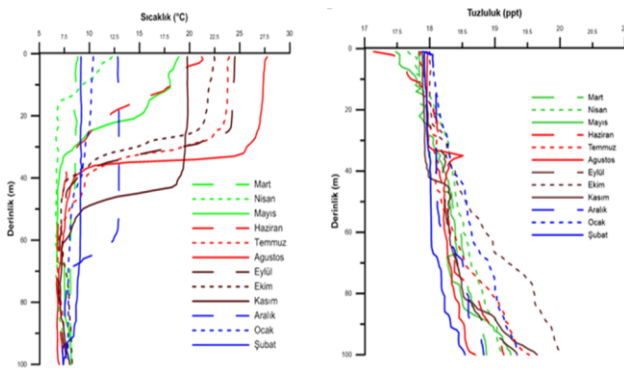 Sıcaklık (°C)
5 7.5 10 12.5 15 17.5 20 22.5 25 27.5 30
0
20
40
60
80
100
Derinlik (m)
Mart
Nisan
Mayıs
Haziran
Temmuz
Agustos
Eylül
Ekim
Kasım
Aralık
Ocak
Şubat
Tuzluluk (ppt)
17 17.5 18 18.5 19 19.5 20 20.5 21
0
20
40
60
80
100
Derinlik (m)
Mart
Nisan
Mayıs
Haziran
Temmuz
Agustos
Eylül
Ekim
Kasım
Aralık
Ocak
Şubat